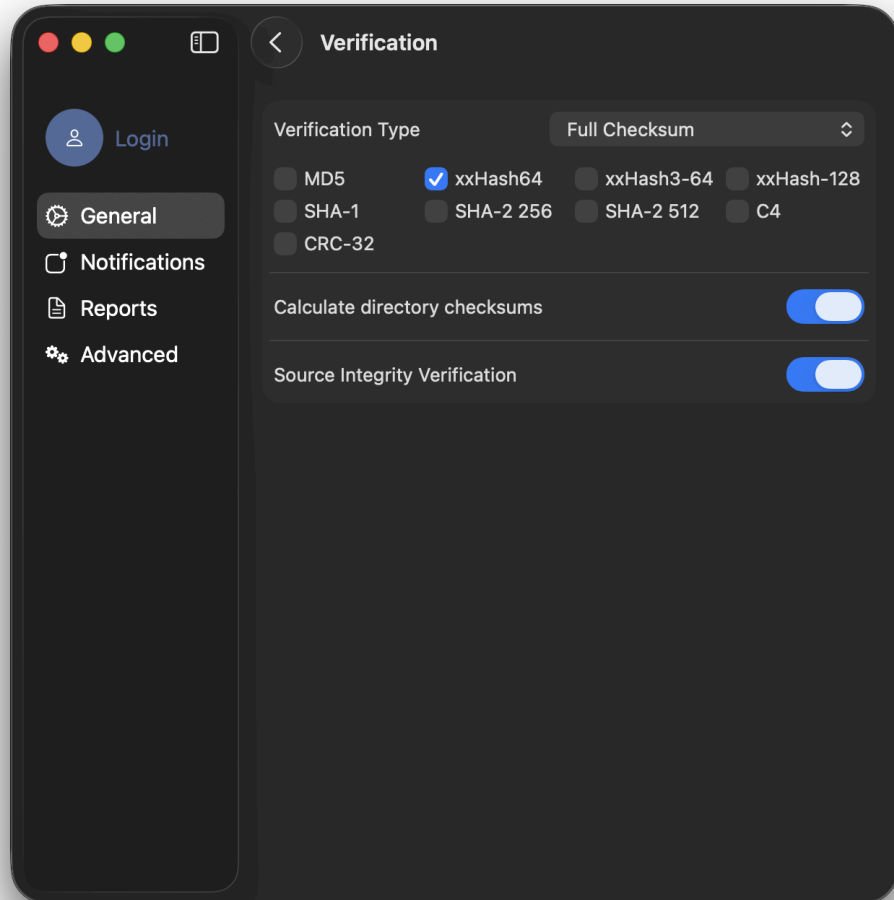 Verification
Login
General
Notifications
Reports
Advanced
Verification Type
Full Checksum
MD5
xxHash64
xxHash3-64
xxHash-128
SHA-1
SHA-2 256
SHA-2 512
C4
CRC-32
Calculate directory checksums
Source Integrity Verification